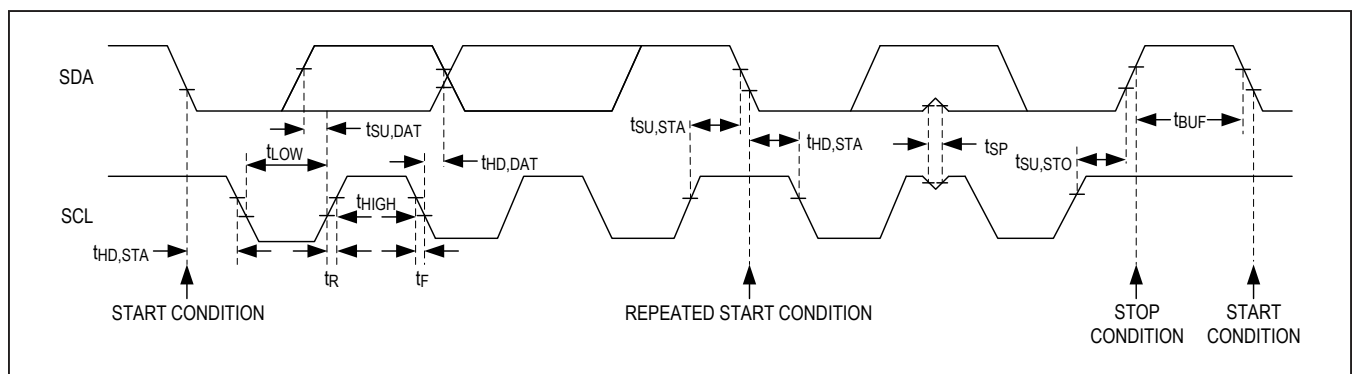 SDA
tSU,DAT
tSU,STA
tHD,STA
tSP
tBUF
tLOW
tHD,DAT
tSU,STO
SCL
tHIGH
tHD,STA
tR
tF
START CONDITION
REPEATED START CONDITION
STOP
CONDITION
START
CONDITION